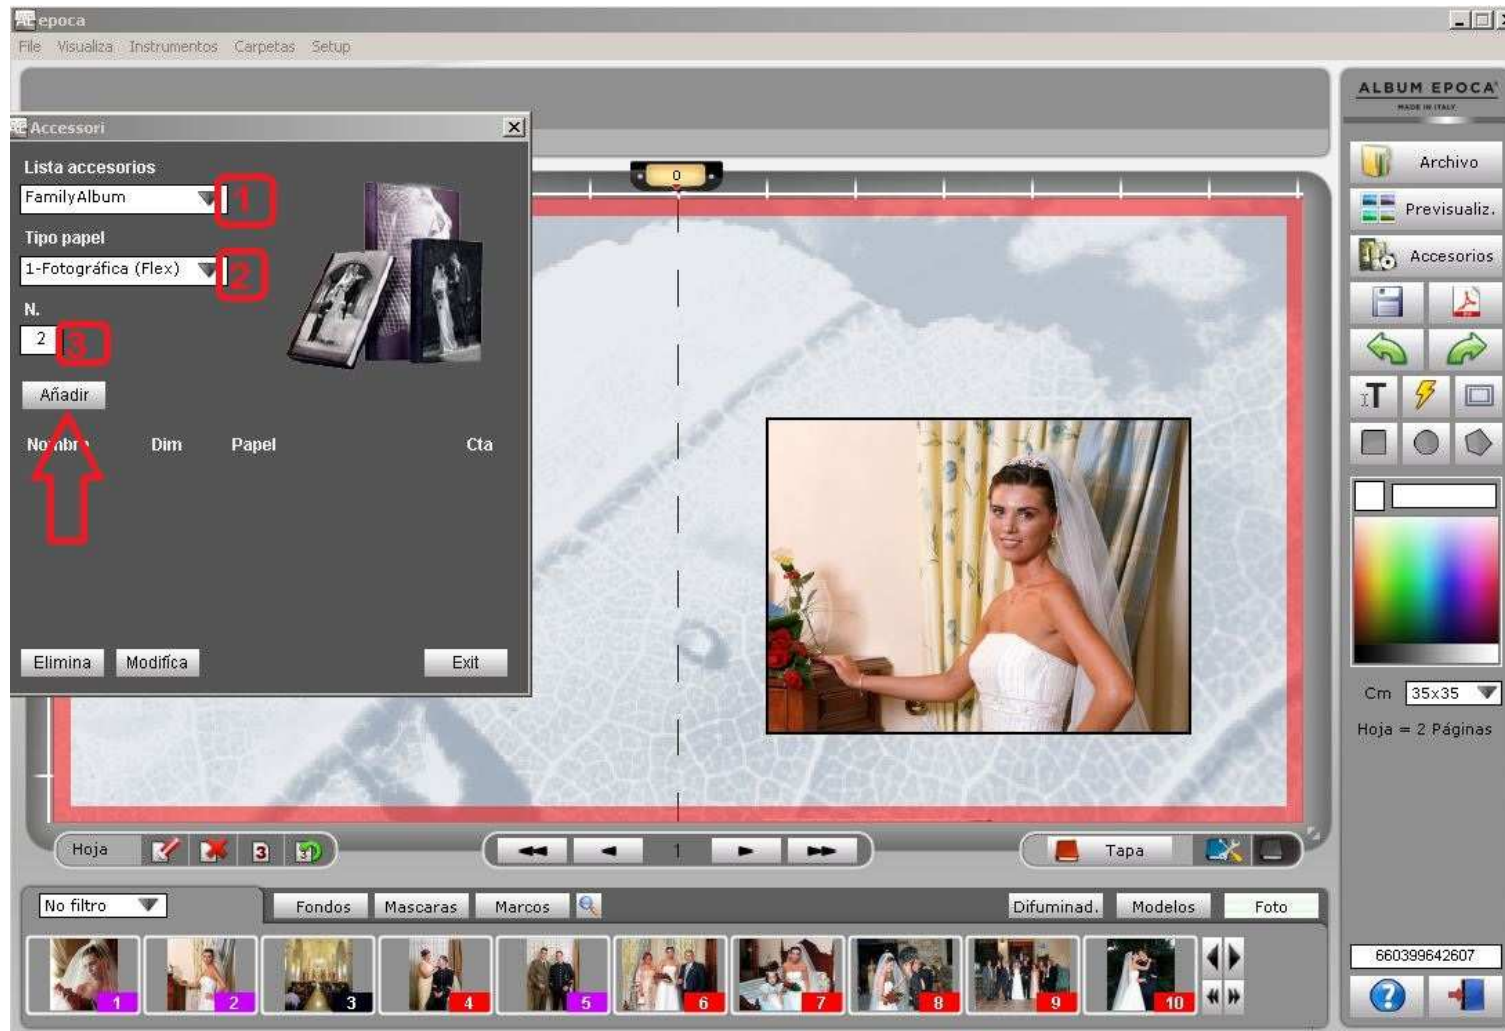 epoca
File Visualiza Instrumentos Carpetas Setup
ALBUM EPOCA
MADE IN ITALY
Accessori
Lista accesorios
FamilyAlbum
1
Tipo papel
1-Fotográfica (Flex)
2
N.
2
3
Añadir
Nombre Dim Papel Cta
Elimina Modifíca Exit
0
Archivo
Previsualiz.
Accesorios
T
Cm 35x35
Hoja = 2 Páginas
Hoja 3 1 Tapa
No filtro Fondos Mascaras Marcos Difuminad. Modelos Foto
1 2 3 4 5 6 7 8 9 10
660399642607
?